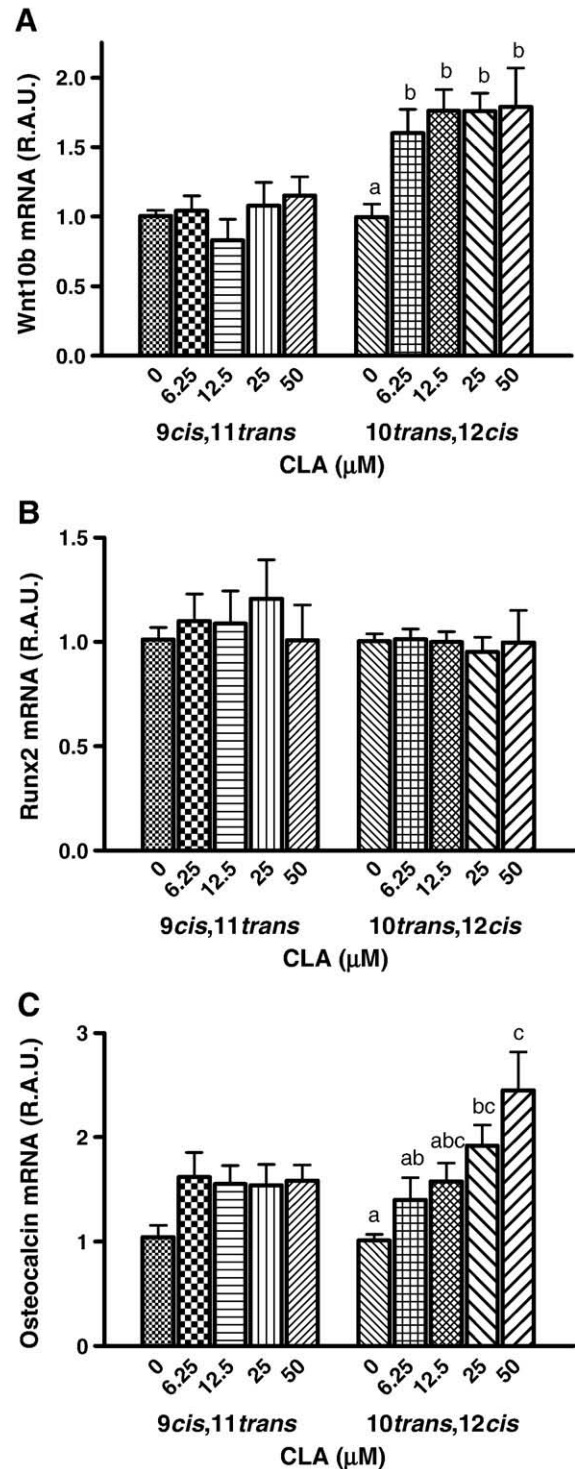 A
Wnt10b mRNA (R.A.U.)
2.0
1.5
1.0
0.5
0.0
a b b b b
0 6.25 12.5 25 50 0 6.25 12.5 25 50
9cis,11trans 10trans,12cis
CLA (μM)
B
Runx2 mRNA (R.A.U.)
1.5
1.0
0.5
0.0
0 6.25 12.5 25 50 0 6.25 12.5 25 50
9cis,11trans 10trans,12cis
CLA (μM)
C
Osteocalcin mRNA (R.A.U.)
3
2
1
0
a ab abc bc c
0 6.25 12.5 25 50 0 6.25 12.5 25 50
9cis,11trans 10trans,12cis
CLA (μM)